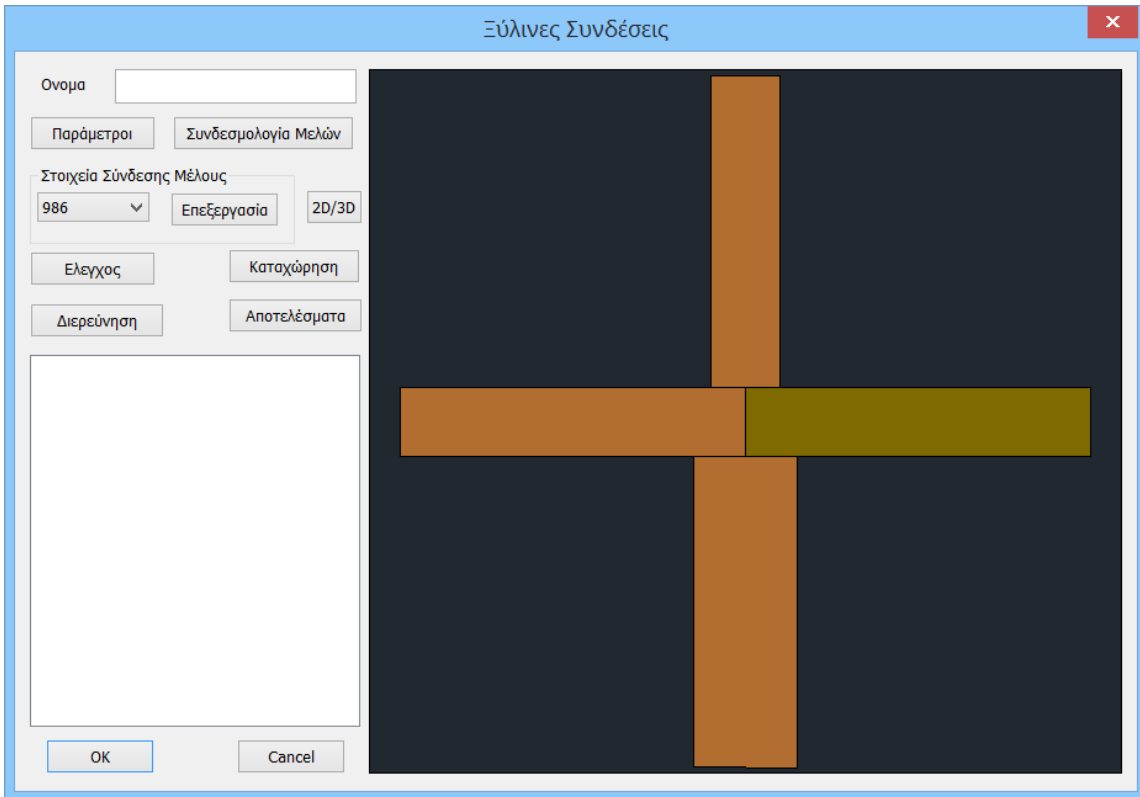 Ξύλινες Συνδέσεις
Ονομα
Παράμετροι Συνδεσμολογία Μελών
Στοιχεία Σύνδεσης Μέλους
986 Επεξεργασία 2D/3D
Ελεγχος Καταχώρηση
Διερεύνηση Αποτελέσματα
OK Cancel